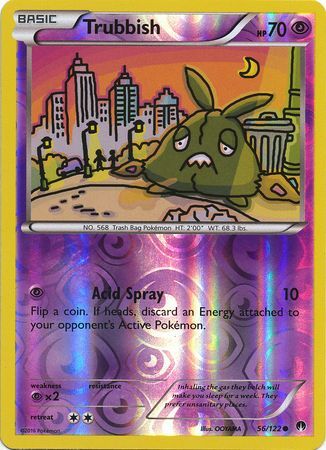 BASIC
Trubbish
HP70
NO. 568 Trash Bag Pokémon HT: 2'00" WT: 68.3 lbs.
Acid Spray 10
Flip a coin. If heads, discard an Energy attached to
your opponent's Active Pokémon.
weakness resistance
×2
retreat
Inhaling the gas they belch will
make you sleep for a week. They
prefer unsanitary places.
©2016 Pokémon
Illus. OOYAMA
56/122